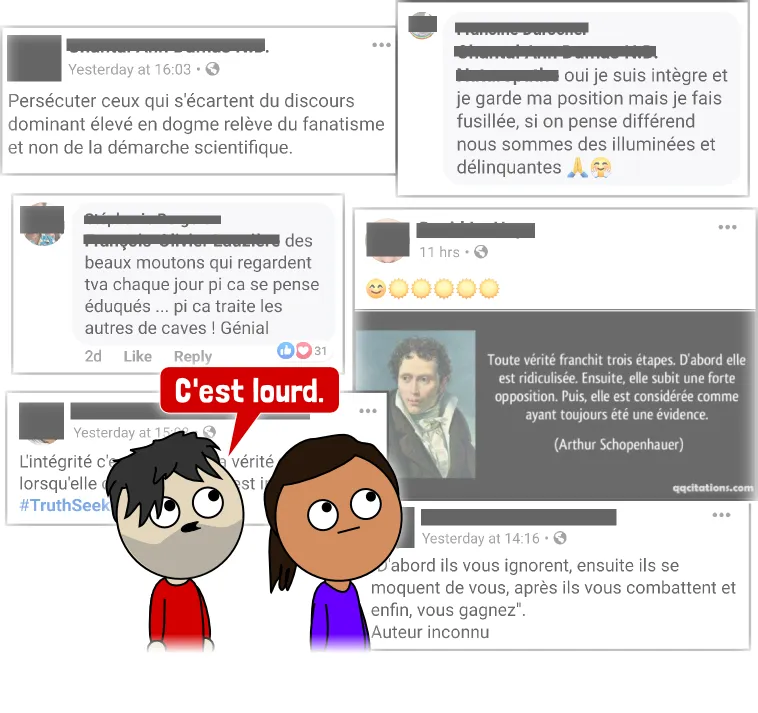 Yesterday at 16:03
Persécuter ceux qui s'écartent du discours
dominant élevé en dogme relève du fanatisme
et non de la démarche scientifique.
oui je suis intègre et
je garde ma position mais je fais
fusillée, si on pense différend
nous sommes des illuminées et
délinquantes 🙏🤗
des
beaux moutons qui regardent
tva chaque jour pi ca se pense
éduqués ... pi ca traite les
autres de caves ! Génial
2d Like Reply 31
11 hrs
😊🌞🌞🌞🌞🌞
Toute vérité franchit trois étapes. D'abord elle
est ridiculisée. Ensuite, elle subit une forte
opposition. Puis, elle est considérée comme
ayant toujours été une évidence.
(Arthur Schopenhauer)
qqcitations.com
C'est lourd.
Yesterday at
L'intégrité vérité
lorsqu'elle
#TruthSeek
Yesterday at 14:16
"D'abord ils vous ignorent, ensuite ils se
moquent de vous, après ils vous combattent et
enfin, vous gagnez".
Auteur inconnu